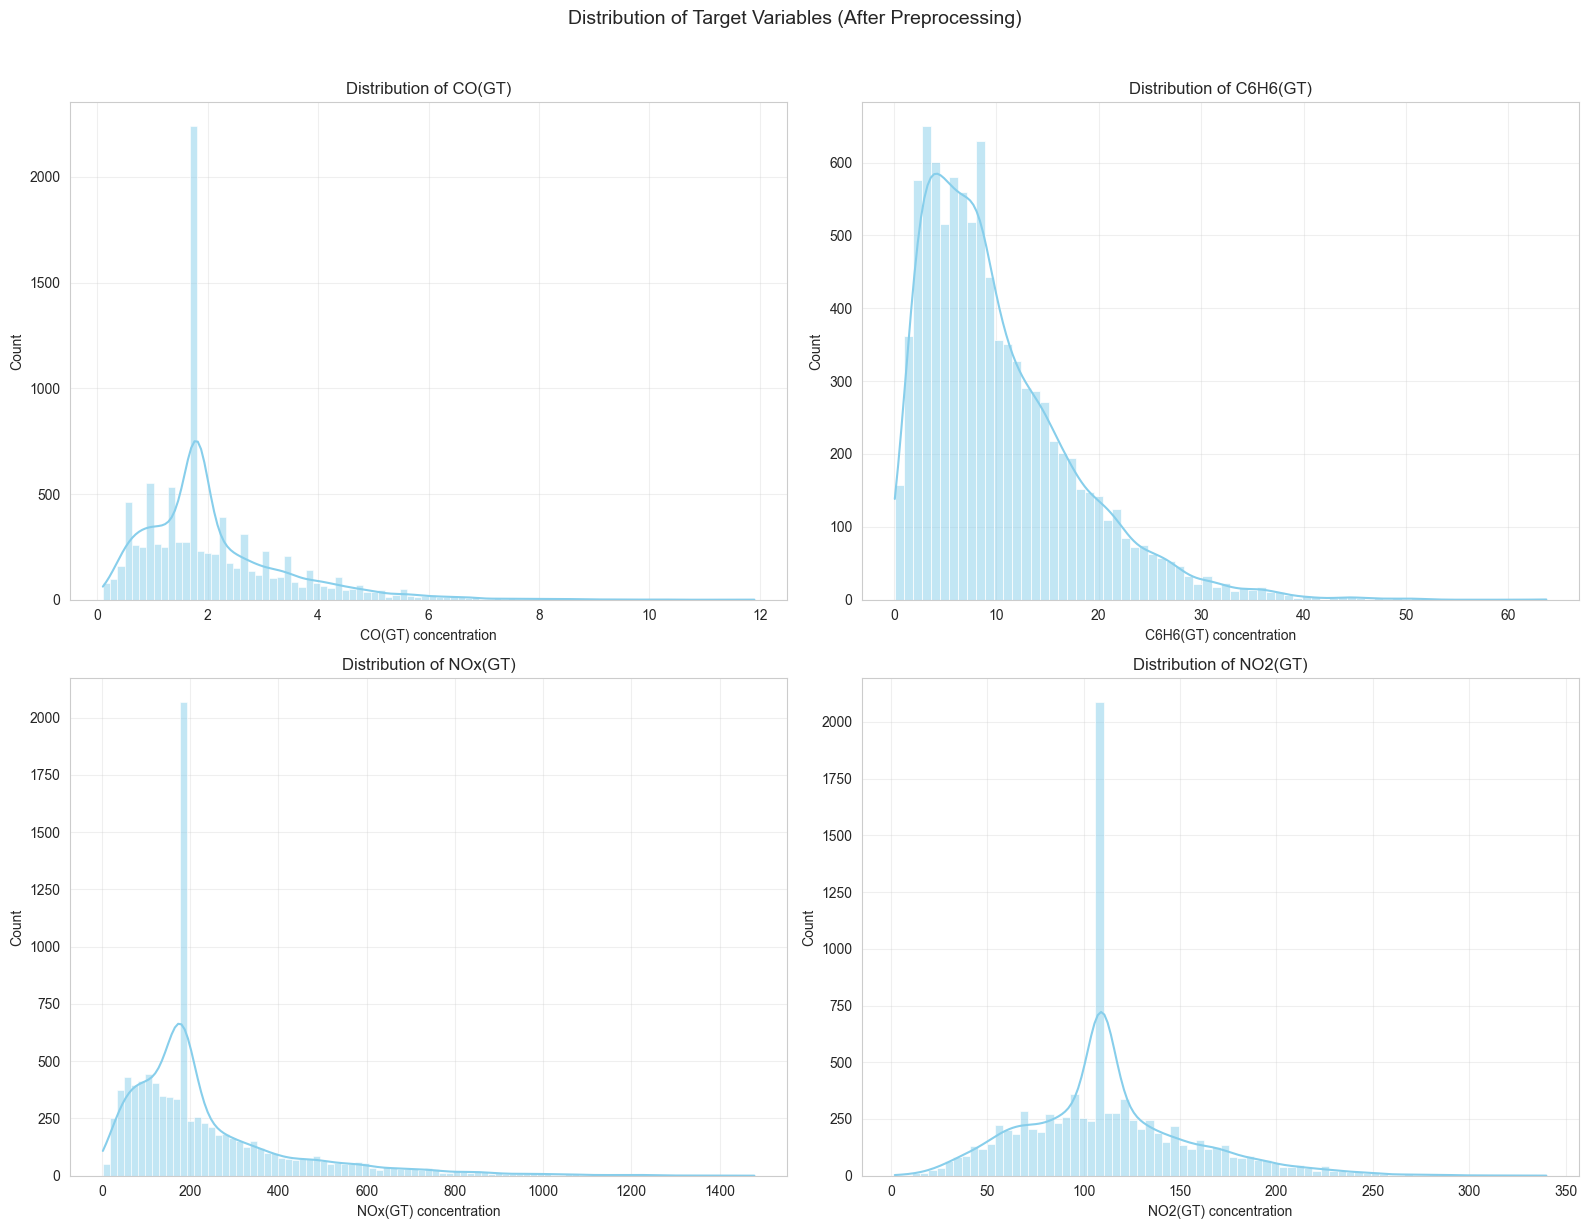 Distribution of Target Variables (After Preprocessing)
Distribution of CO(GT)
2000
1500
1000
500
0
Count
0 2 4 6 8 10 12
CO(GT) concentration
Distribution of C6H6(GT)
600
500
400
300
200
100
0
Count
0 10 20 30 40 50 60
C6H6(GT) concentration
Distribution of NOx(GT)
2000
1750
1500
1250
1000
750
500
250
0
Count
0 200 400 600 800 1000 1200 1400
NOx(GT) concentration
Distribution of NO2(GT)
2000
1750
1500
1250
1000
750
500
250
0
Count
0 50 100 150 200 250 300 350
NO2(GT) concentration